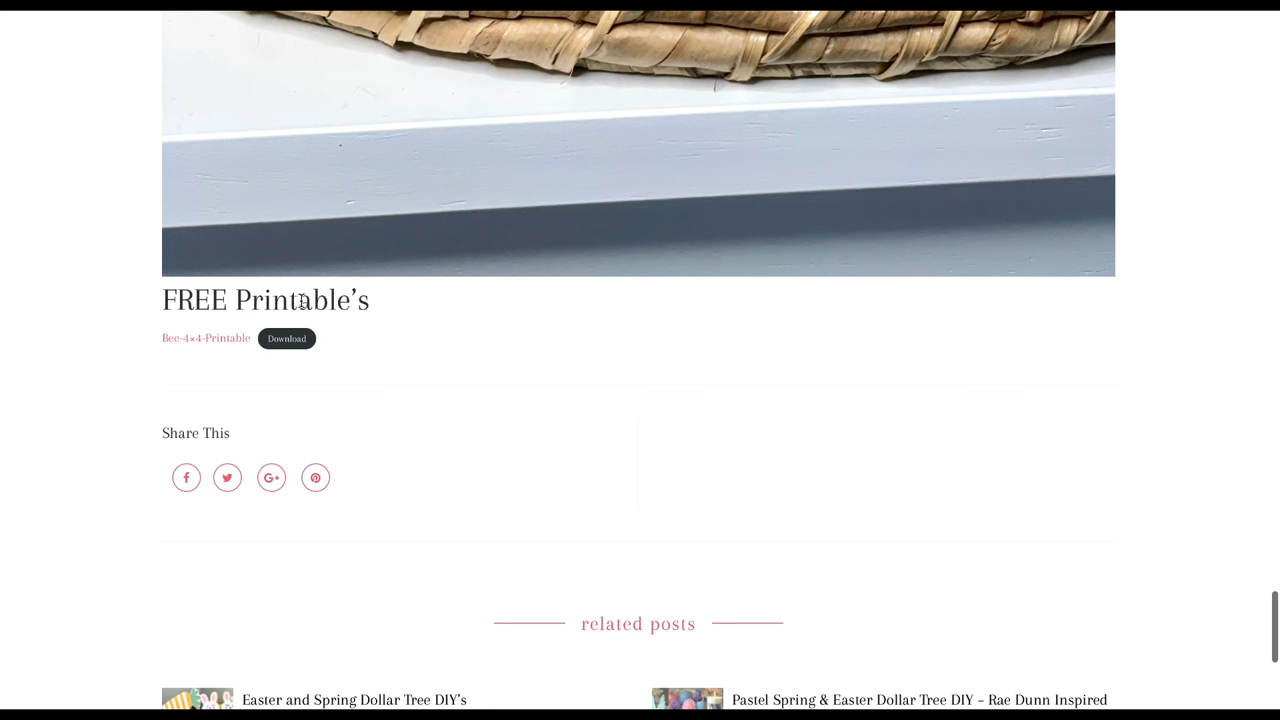 FREE Printable’s
Bee-4×4-Printable Download
Share This
related posts
Easter and Spring Dollar Tree DIY’s
Pastel Spring & Easter Dollar Tree DIY – Rae Dunn Inspired